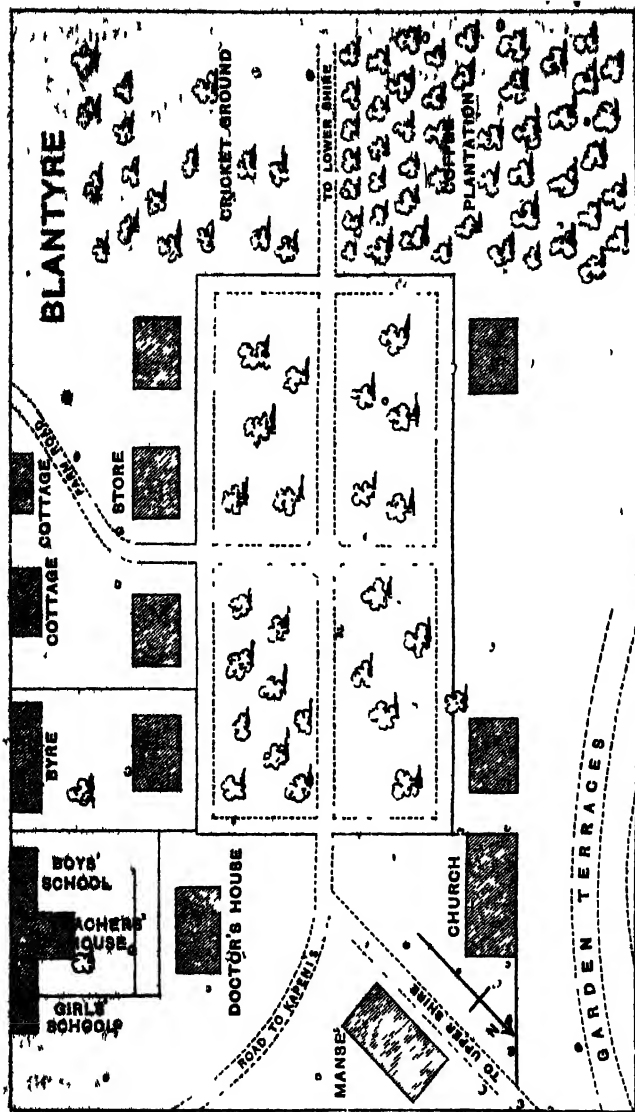 BLANTYRE
CRICKET GROUND
TO LOWER SHIRE
COFFEE
PLANTATION
FARM ROAD
COTTAGE
COTTAGE
STORE
BYRE
BOYS'
SCHOOL
HOUSE
GIRLS'
SCHOOLS
DOCTOR'S HOUSE
ROAD TO KAPENI'S
MANSE
TO UPPER SHIRE
N
CHURCH
GARDEN TERRACES